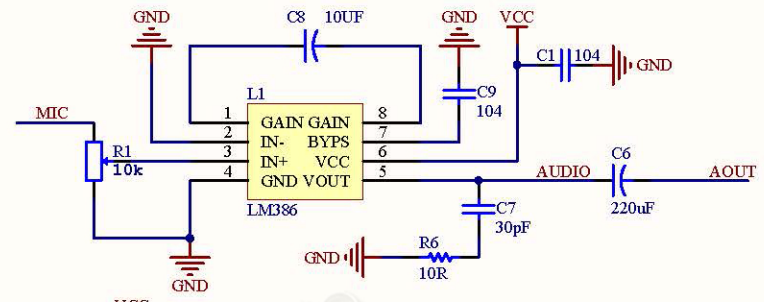 GND
C8 10UF
GND
VCC
C1 104
GND
L1
C9
104
MIC
1 GAIN GAIN 8
2 IN- BYPS 7
3 IN+ VCC 6
4 GND VOUT 5
R1
10k
LM386
AUDIO
C6
AOUT
220uF
C7
30pF
R6
GND
10R
GND